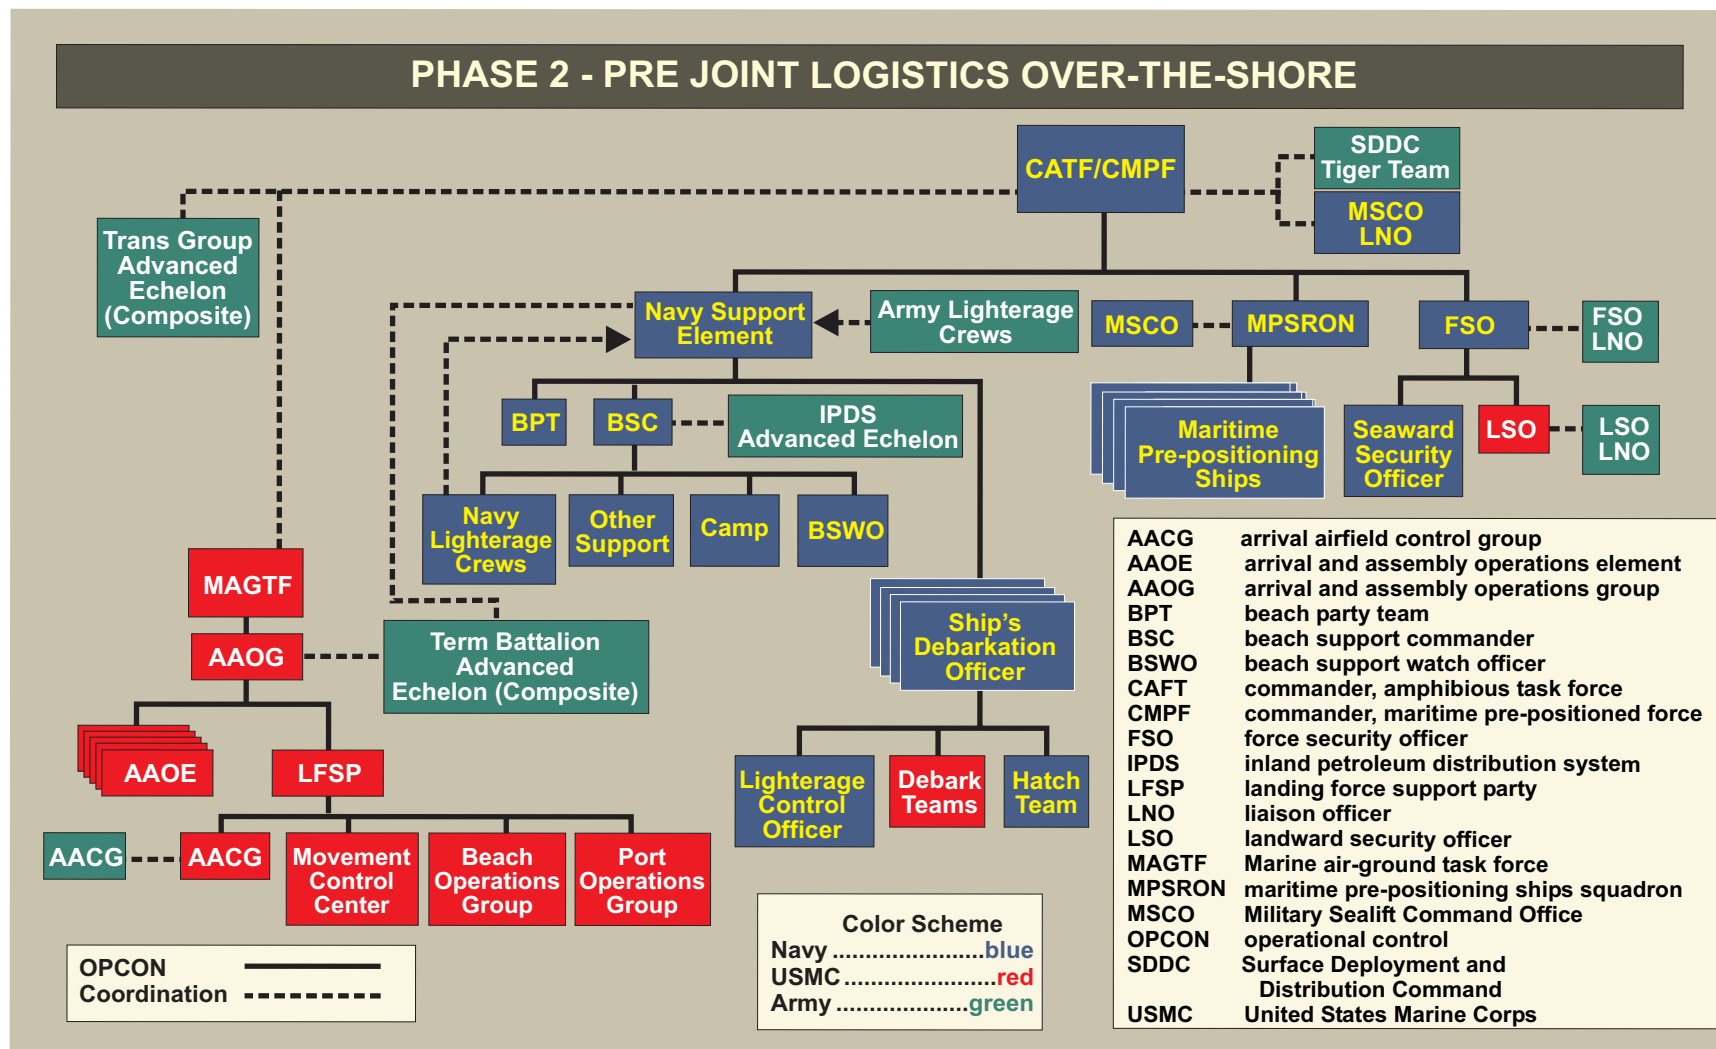 PHASE 2 - PRE JOINT LOGISTICS OVER-THE-SHORE
CATF/CMPF
SDDC
Tiger Team
MSCO
LNO
Trans Group
Advanced
Echelon
(Composite)
Navy Support
Element
Army Lighterage
Crews
MSCO
MPSRON
FSO
FSO
LNO
BPT
BSC
IPDS
Advanced Echelon
Maritime
Pre-positioning
Ships
Seaward
Security
Officer
LSO
LSO
LNO
Navy
Lighterage
Crews
Other
Support
Camp
BSWO
MAGTF
AAOG
Term Battalion
Advanced
Echelon (Composite)
Ship's
Debarkation
Officer
AAOE
LFSP
Lighterage
Control
Officer
Debark
Teams
Hatch
Team
AACG
AACG
Movement
Control
Center
Beach
Operations
Group
Port
Operations
Group
OPCON
Coordination
Color Scheme
Navy .......................blue
USMC .......................red
Army ....................green
AACG arrival airfield control group
AAOE arrival and assembly operations element
AAOG arrival and assembly operations group
BPT beach party team
BSC beach support commander
BSWO beach support watch officer
CAFT commander, amphibious task force
CMPF commander, maritime pre-positioned force
FSO force security officer
IPDS inland petroleum distribution system
LFSP landing force support party
LNO liaison officer
LSO landward security officer
MAGTF Marine air-ground task force
MPSRON maritime pre-positioning ships squadron
MSCO Military Sealift Command Office
OPCON operational control
SDDC Surface Deployment and
Distribution Command
USMC United States Marine Corps